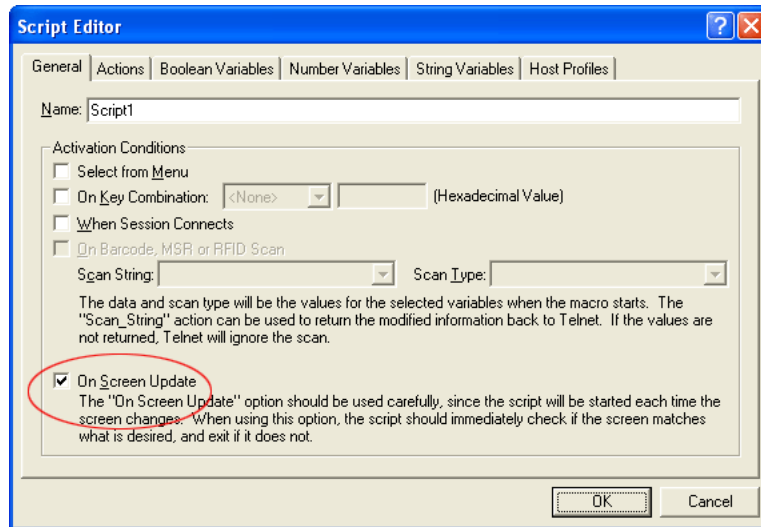 Script Editor
General Actions Boolean Variables Number Variables String Variables Host Profiles
Name: Script1
Activation Conditions
Select from Menu
On Key Combination: <None> (Hexadecimal Value)
When Session Connects
On Barcode, MSR or RFID Scan
Scan String: Scan Type:
The data and scan type will be the values for the selected variables when the macro starts. The
"Scan_String" action can be used to return the modified information back to Telnet. If the values are
not returned, Telnet will ignore the scan.
On Screen Update
The "On Screen Update" option should be used carefully, since the script will be started each time the
screen changes. When using this option, the script should immediately check if the screen matches
what is desired, and exit if it does not.
OK Cancel